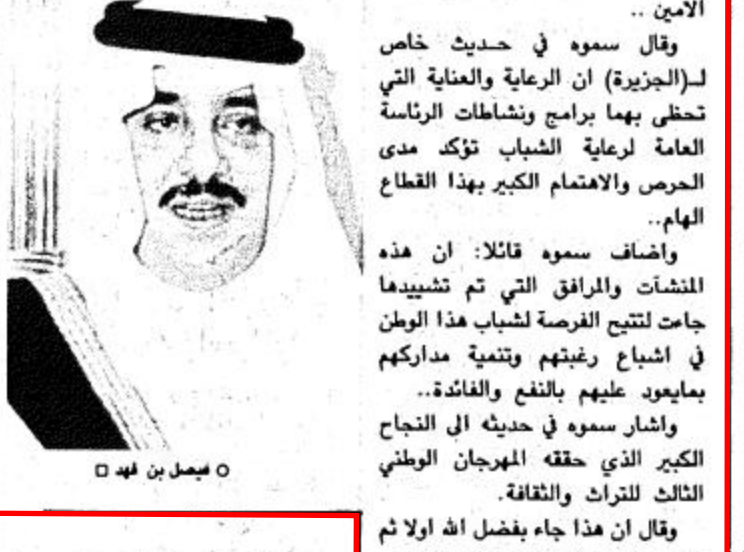 الامين ..
وقال سموه في حـديث خاص
لـ(الجزيرة) ان الرعاية والعناية التي
تحظى بهما برامج ونشاطات الرئاسة
العامة لرعاية الشباب تؤكد مدى
الحرص والاهتمام الكبير بهذا القطاع
الهام..
واضاف سموه قائلا: ان هذه
المنشآت والمرافق التي تم تشييدها
جاءت لتتيح الفرصة لشباب هذا الوطن
في اشباع رغبتهم وتنمية مداركهم
بمايعود عليهم بالنفع والفائدة..
واشار سموه في حديثه الى النجاح
الكبير الذي حققه المهرجان الوطني
الثالث للتراث والثقافة.
وقال ان هذا جاء بفضل الله اولا ثم
○ فيصل بن فهد □